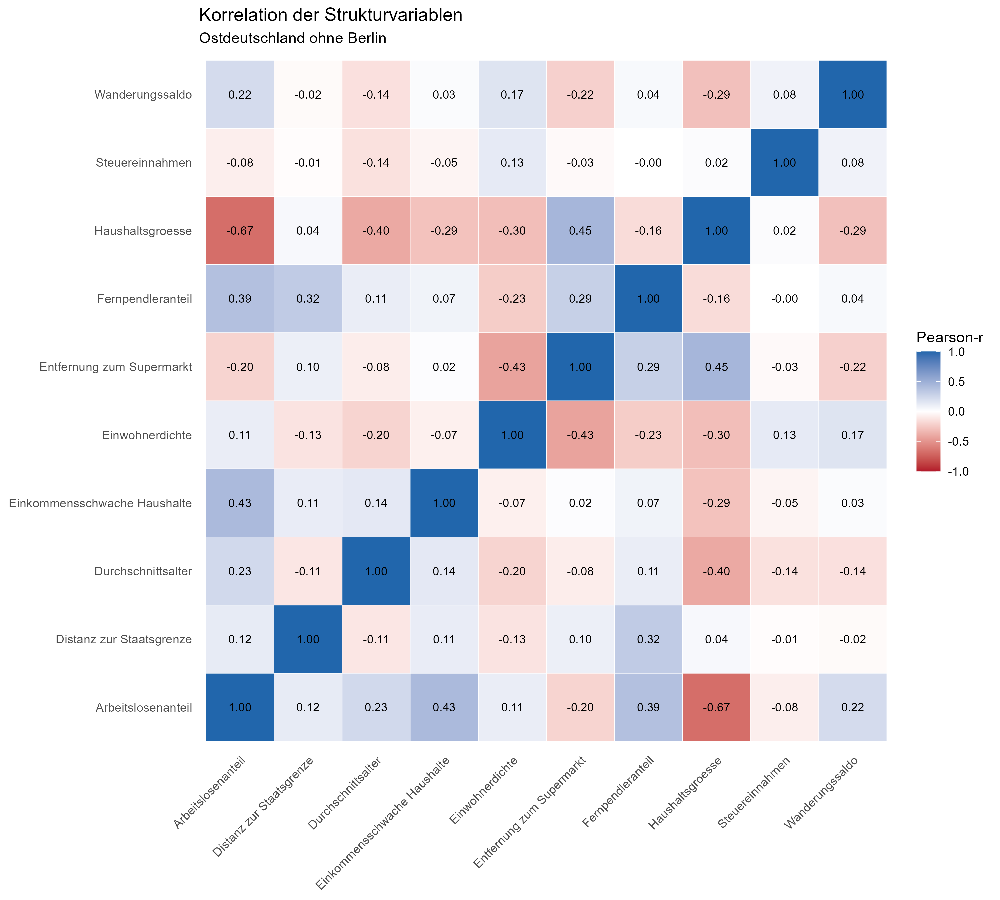 Korrelation der Strukturvariablen
Ostdeutschland ohne Berlin
Wanderungssaldo 0.22 -0.02 -0.14 0.03 0.17 -0.22 0.04 -0.29 0.08 1.00
Steuereinnahmen -0.08 -0.01 -0.14 -0.05 0.13 -0.03 -0.00 0.02 1.00 0.08
Haushaltsgroesse -0.67 0.04 -0.40 -0.29 -0.30 0.45 -0.16 1.00 0.02 -0.29
Fernpendleranteil 0.39 0.32 0.11 0.07 -0.23 0.29 1.00 -0.16 -0.00 0.04
Entfernung zum Supermarkt -0.20 0.10 -0.08 0.02 -0.43 1.00 0.29 0.45 -0.03 -0.22
Einwohnerdichte 0.11 -0.13 -0.20 -0.07 1.00 -0.43 -0.23 -0.30 0.13 0.17
Einkommensschwache Haushalte 0.43 0.11 0.14 1.00 -0.07 0.02 0.07 -0.29 -0.05 0.03
Durchschnittsalter 0.23 -0.11 1.00 0.14 -0.20 -0.08 0.11 -0.40 -0.14 -0.14
Distanz zur Staatsgrenze 0.12 1.00 -0.11 0.11 -0.13 0.10 0.32 0.04 -0.01 -0.02
Arbeitslosenanteil 1.00 0.12 0.23 0.43 0.11 -0.20 0.39 -0.67 -0.08 0.22
Arbeitslosenanteil
Distanz zur Staatsgrenze
Durchschnittsalter
Einkommensschwache Haushalte
Einwohnerdichte
Entfernung zum Supermarkt
Fernpendleranteil
Haushaltsgroesse
Steuereinnahmen
Wanderungssaldo
Pearson-r
1.0
0.5
0.0
-0.5
-1.0